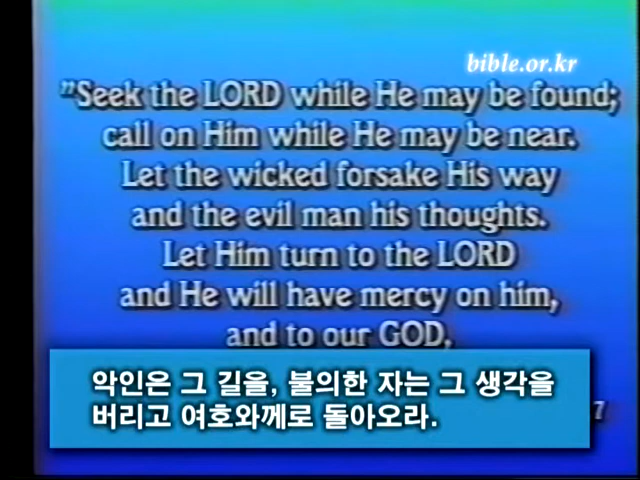 bible.or.kr
"Seek the LORD while He may be found;
call on Him while He may be near.
Let the wicked forsake His way
and the evil man his thoughts.
Let Him turn to the LORD
and He will have mercy on him,
and to our GOD,
악인은 그 길을, 불의한 자는 그 생각을
버리고 여호와께로 돌아오라.
7